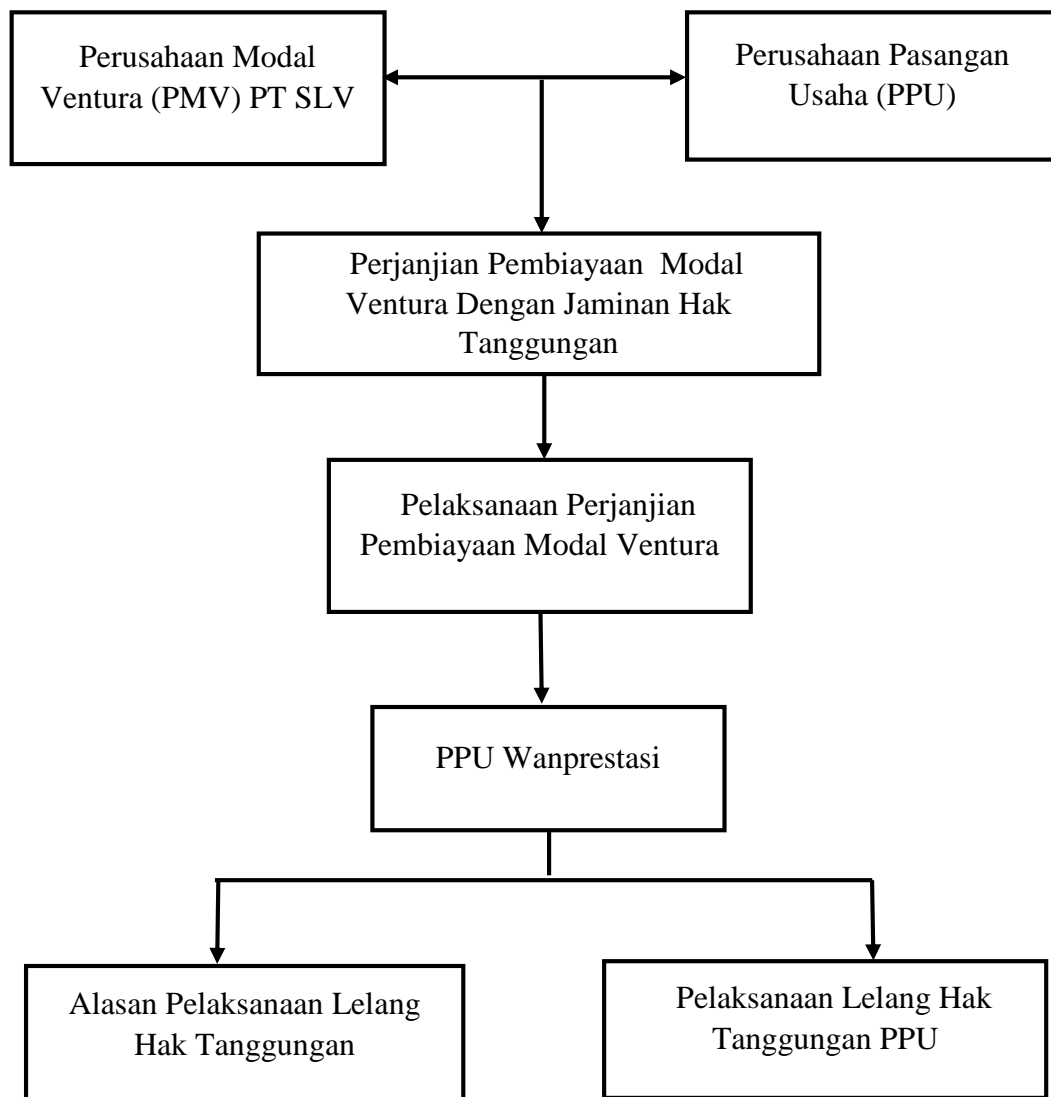 Perusahaan Modal
Ventura (PMV) PT SLV
Perusahaan Pasangan
Usaha (PPU)
Perjanjian Pembiayaan Modal
Ventura Dengan Jaminan Hak
Tanggungan
Pelaksanaan Perjanjian
Pembiayaan Modal Ventura
PPU Wanprestasi
Alasan Pelaksanaan Lelang
Hak Tanggungan
Pelaksanaan Lelang Hak
Tanggungan PPU